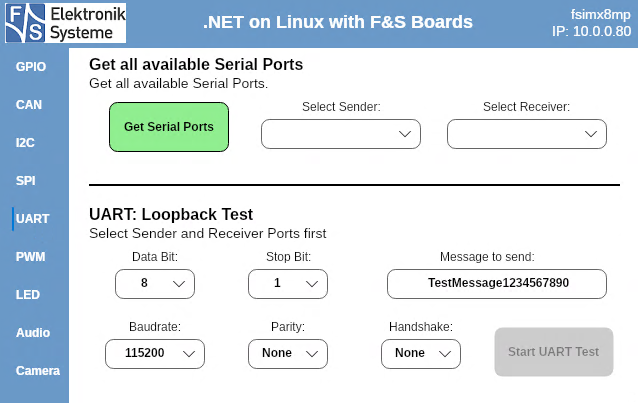 F&S Elektronik
Systeme
.NET on Linux with F&S Boards
fsimx8mp
IP: 10.0.0.80
GPIO
CAN
I2C
SPI
UART
PWM
LED
Audio
Camera
Get all available Serial Ports
Get all available Serial Ports.
Get Serial Ports
Select Sender:
Select Receiver:
UART: Loopback Test
Select Sender and Receiver Ports first
Data Bit:
Stop Bit:
Message to send:
8
1
TestMessage1234567890
Baudrate:
Parity:
Handshake:
115200
None
None
Start UART Test